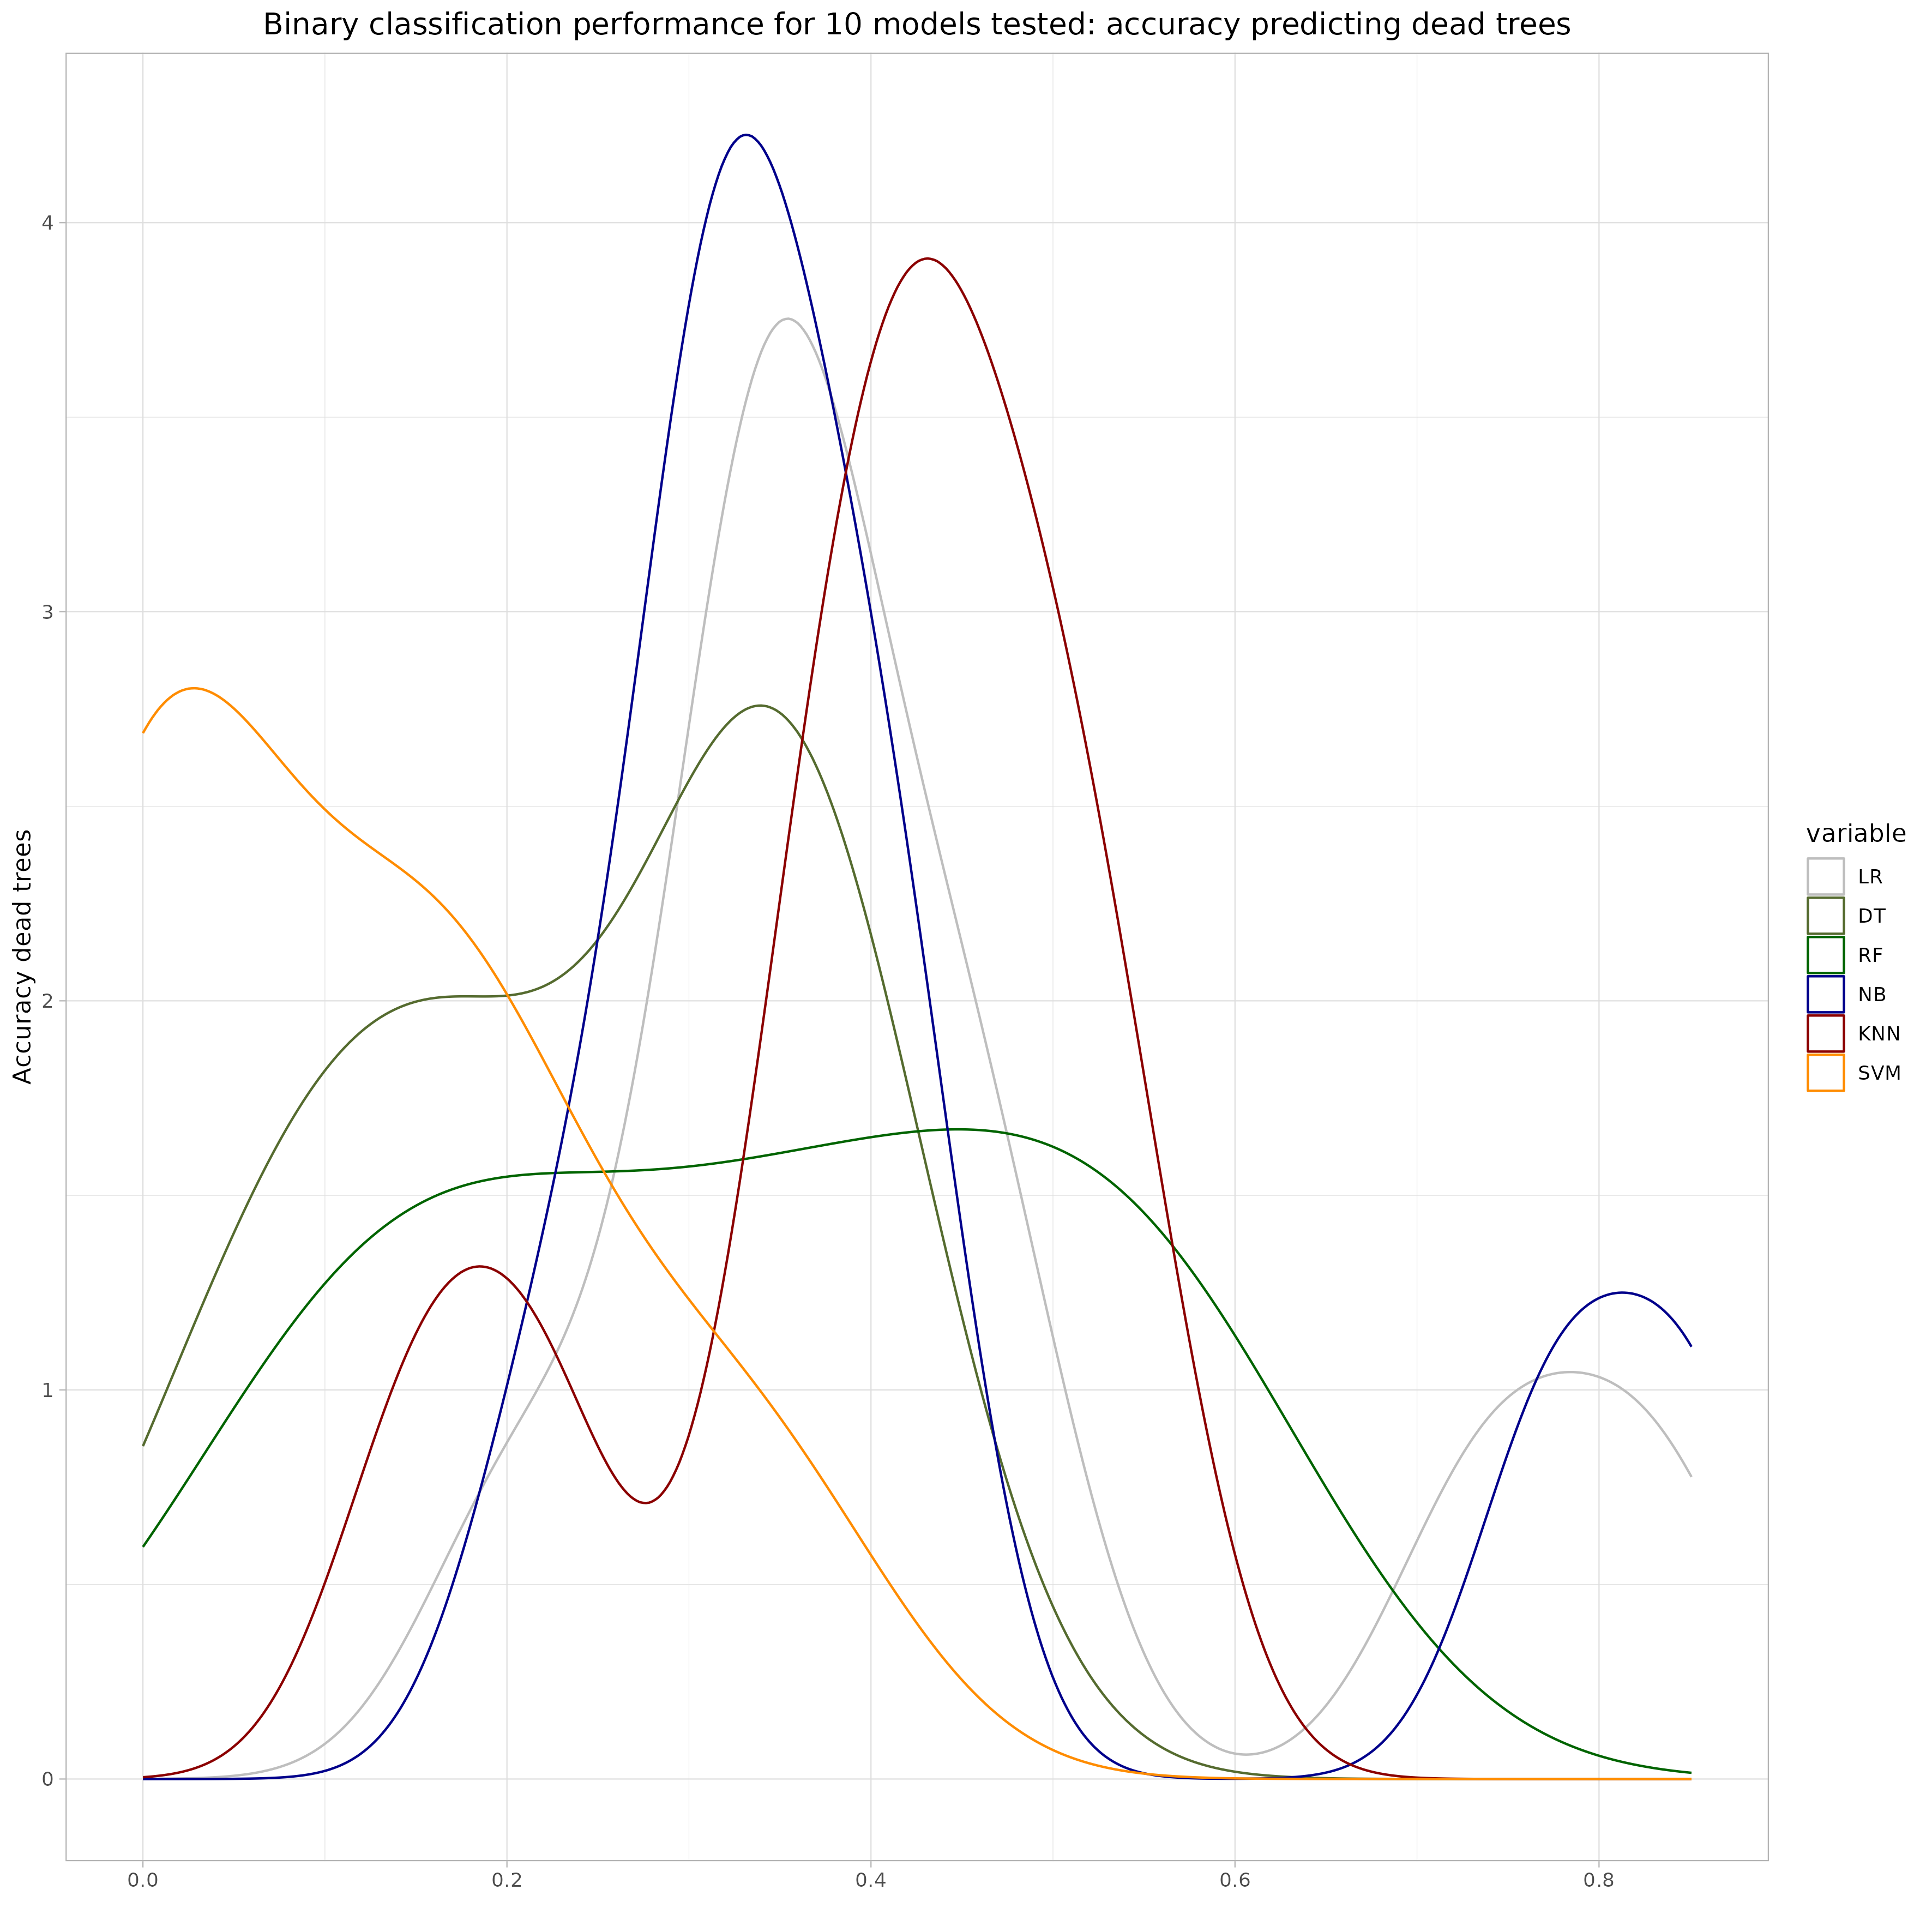 Binary classification performance for 10 models tested: accuracy predicting dead trees
4
3
2
1
0
Accuracy dead trees
0.0
0.2
0.4
0.6
0.8
variable
LR
DT
RF
NB
KNN
SVM